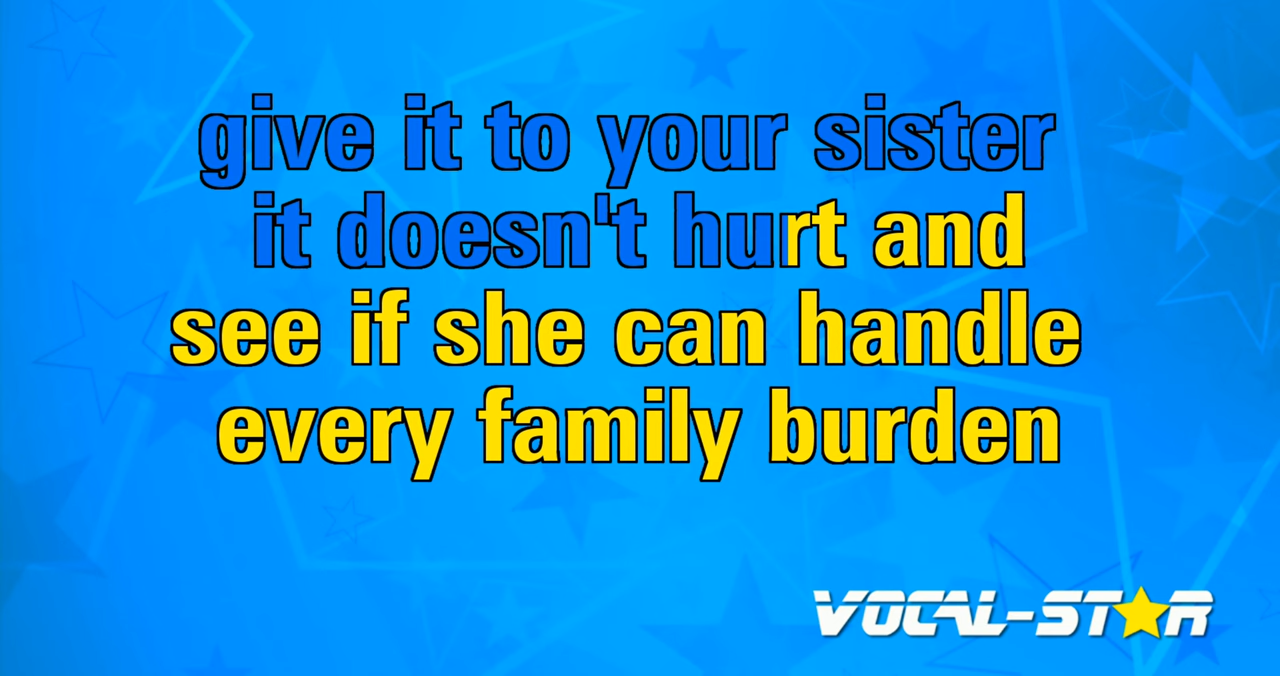 give it to your sister
it doesn't hurt and
see if she can handle
every family burden
VOCAL-STAR